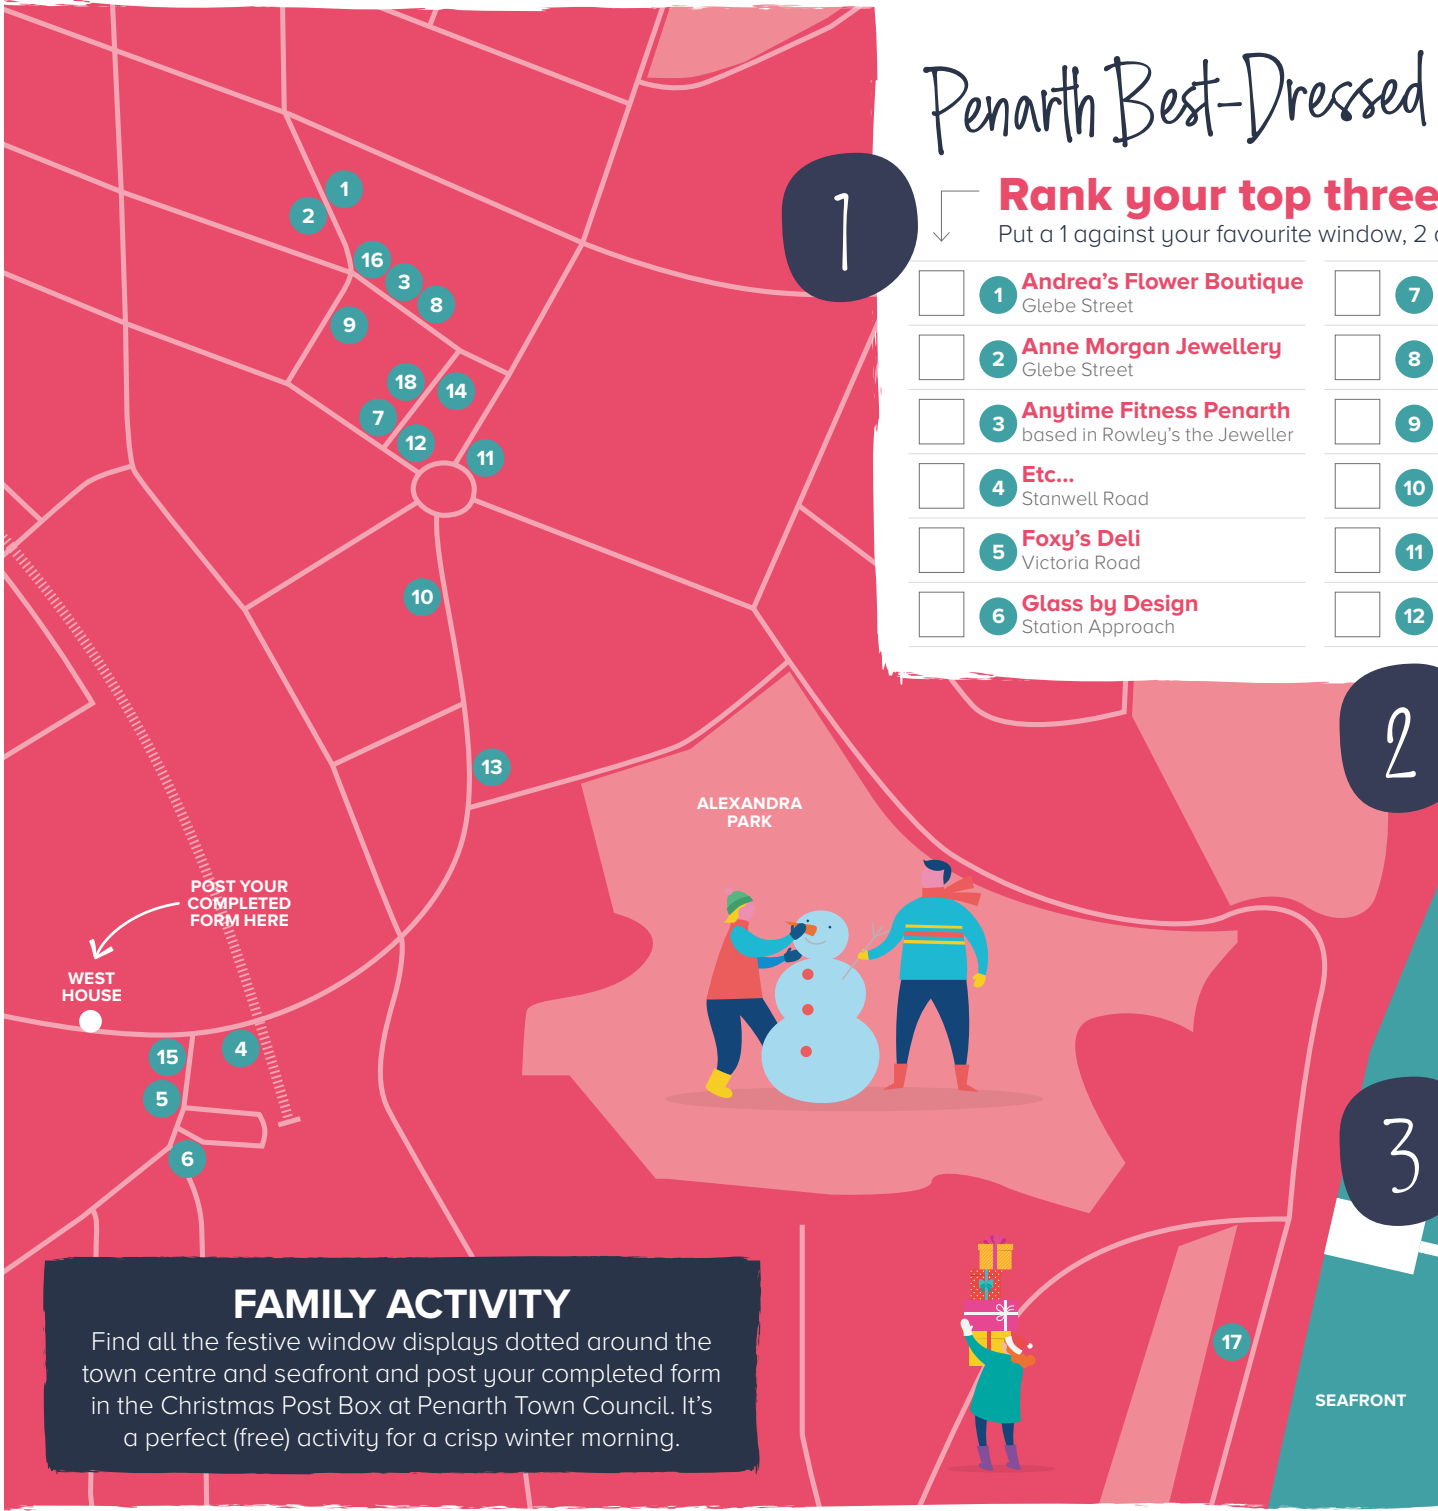 Penarth Best-Dressed
1
Rank your top three
Put a 1 against your favourite window, 2
1 Andrea's Flower Boutique
Glebe Street
2 Anne Morgan Jewellery
Glebe Street
3 Anytime Fitness Penarth
based in Rowley's the Jeweller
4 Etc...
Stanwell Road
5 Foxy's Deli
Victoria Road
6 Glass by Design
Station Approach
7
8
9
10
11
12
2
3
1
2
16
3
8
9
18
14
7
12
11
10
13
ALEXANDRA
PARK
POST YOUR
COMPLETED
FORM HERE
WEST
HOUSE
15
4
5
6
17
SEAFRONT
FAMILY ACTIVITY
Find all the festive window displays dotted around the
town centre and seafront and post your completed form
in the Christmas Post Box at Penarth Town Council. It's
a perfect (free) activity for a crisp winter morning.